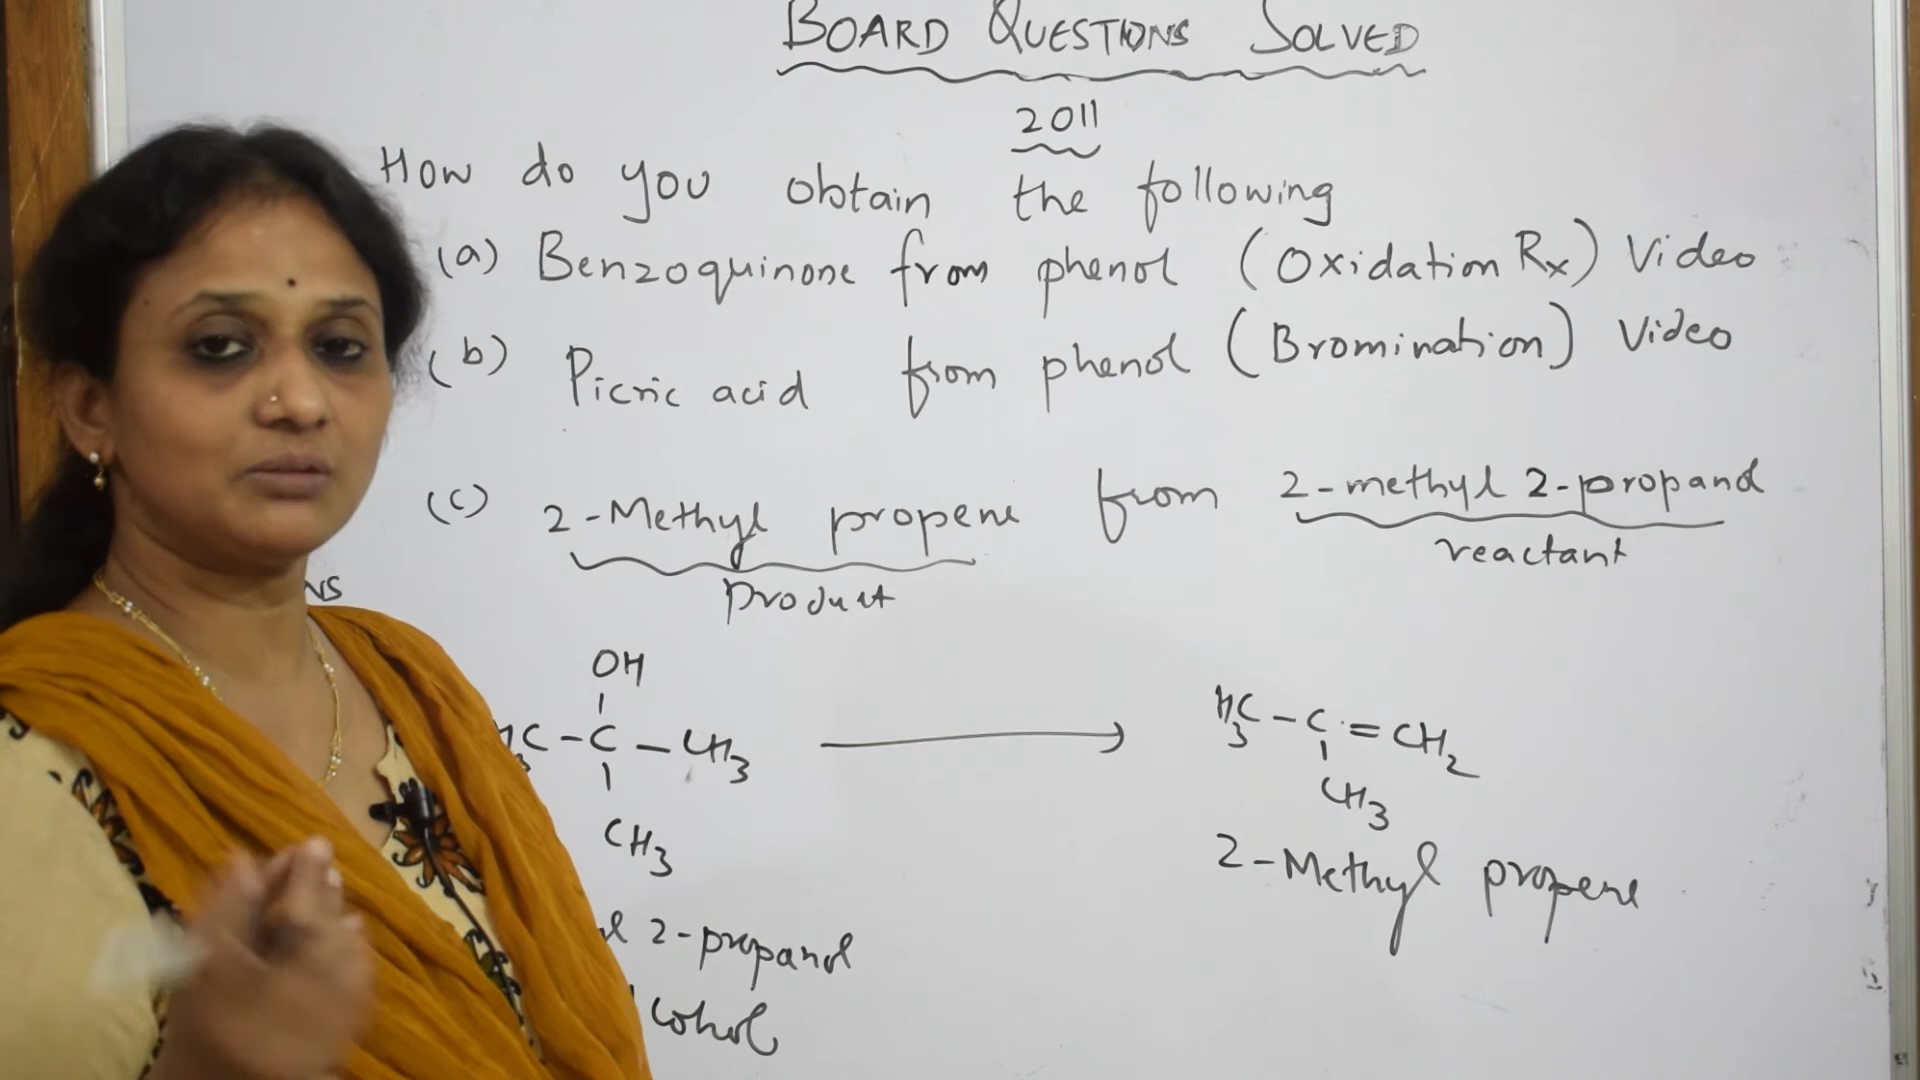 BOARD QUESTIONS SOLVED
2011
How do you obtain the following
(a) Benzoquinone from phenol (Oxidation Rx) Video
(b) Picric acid from phenol (Bromination) Video
(c) 2-Methyl propene from 2-methyl 2-propanol
product
reactant
OH
C-C-CH3
CH3
H3C-C=CH2
CH3
2-Methyl propene
2-propanol